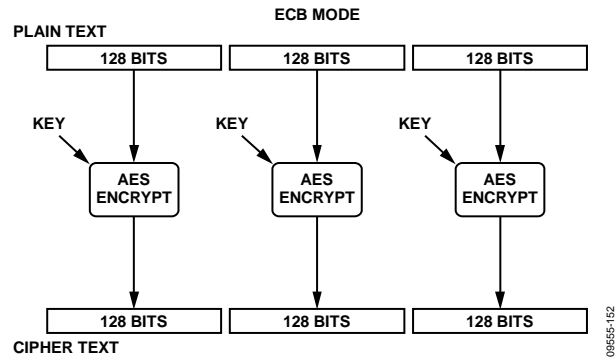 ECB MODE
PLAIN TEXT
128 BITS 128 BITS 128 BITS
KEY KEY KEY
AES AES AES
ENCRYPT ENCRYPT ENCRYPT
128 BITS 128 BITS 128 BITS
CIPHER TEXT
09555-152